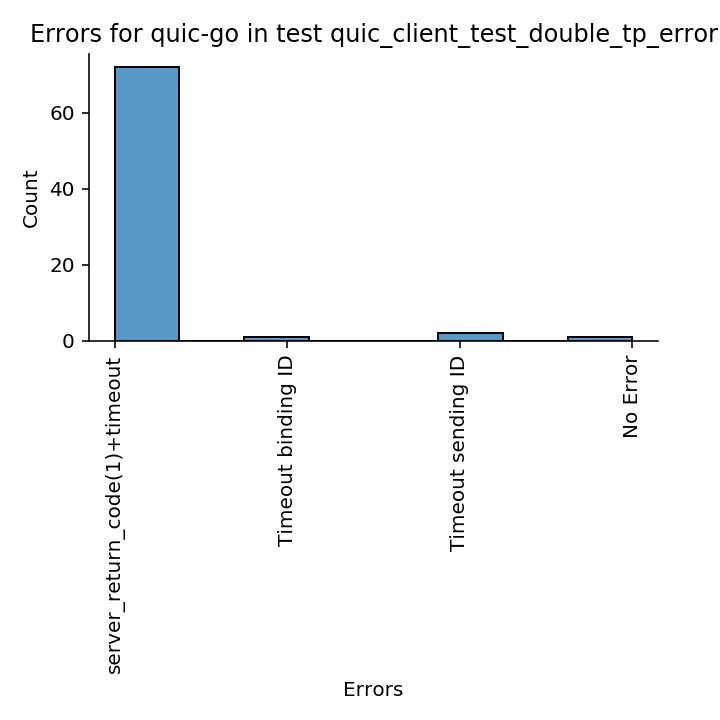 Errors for quic-go in test quic_client_test_double_tp_error
Count
60
40
20
0
server_return_code(1)+timeout
Timeout binding ID
Timeout sending ID
No Error
Errors